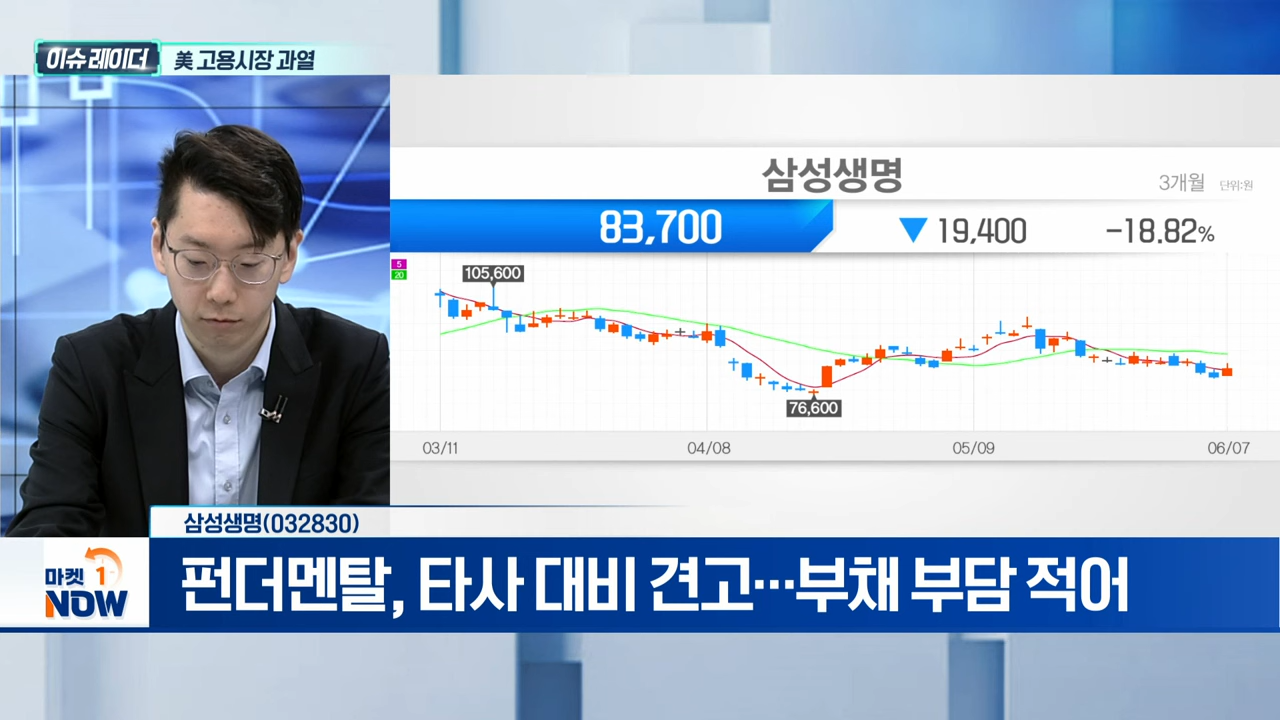 이슈 레이더
美 고용시장 과열
삼성생명
3개월 단위:원
83,700 ▼ 19,400 -18.82%
5
20
105,600
76,600
03/11 04/08 05/09 06/07
삼성생명(032830)
마켓 1
NOW
펀더멘탈, 타사 대비 견고…부채 부담 적어